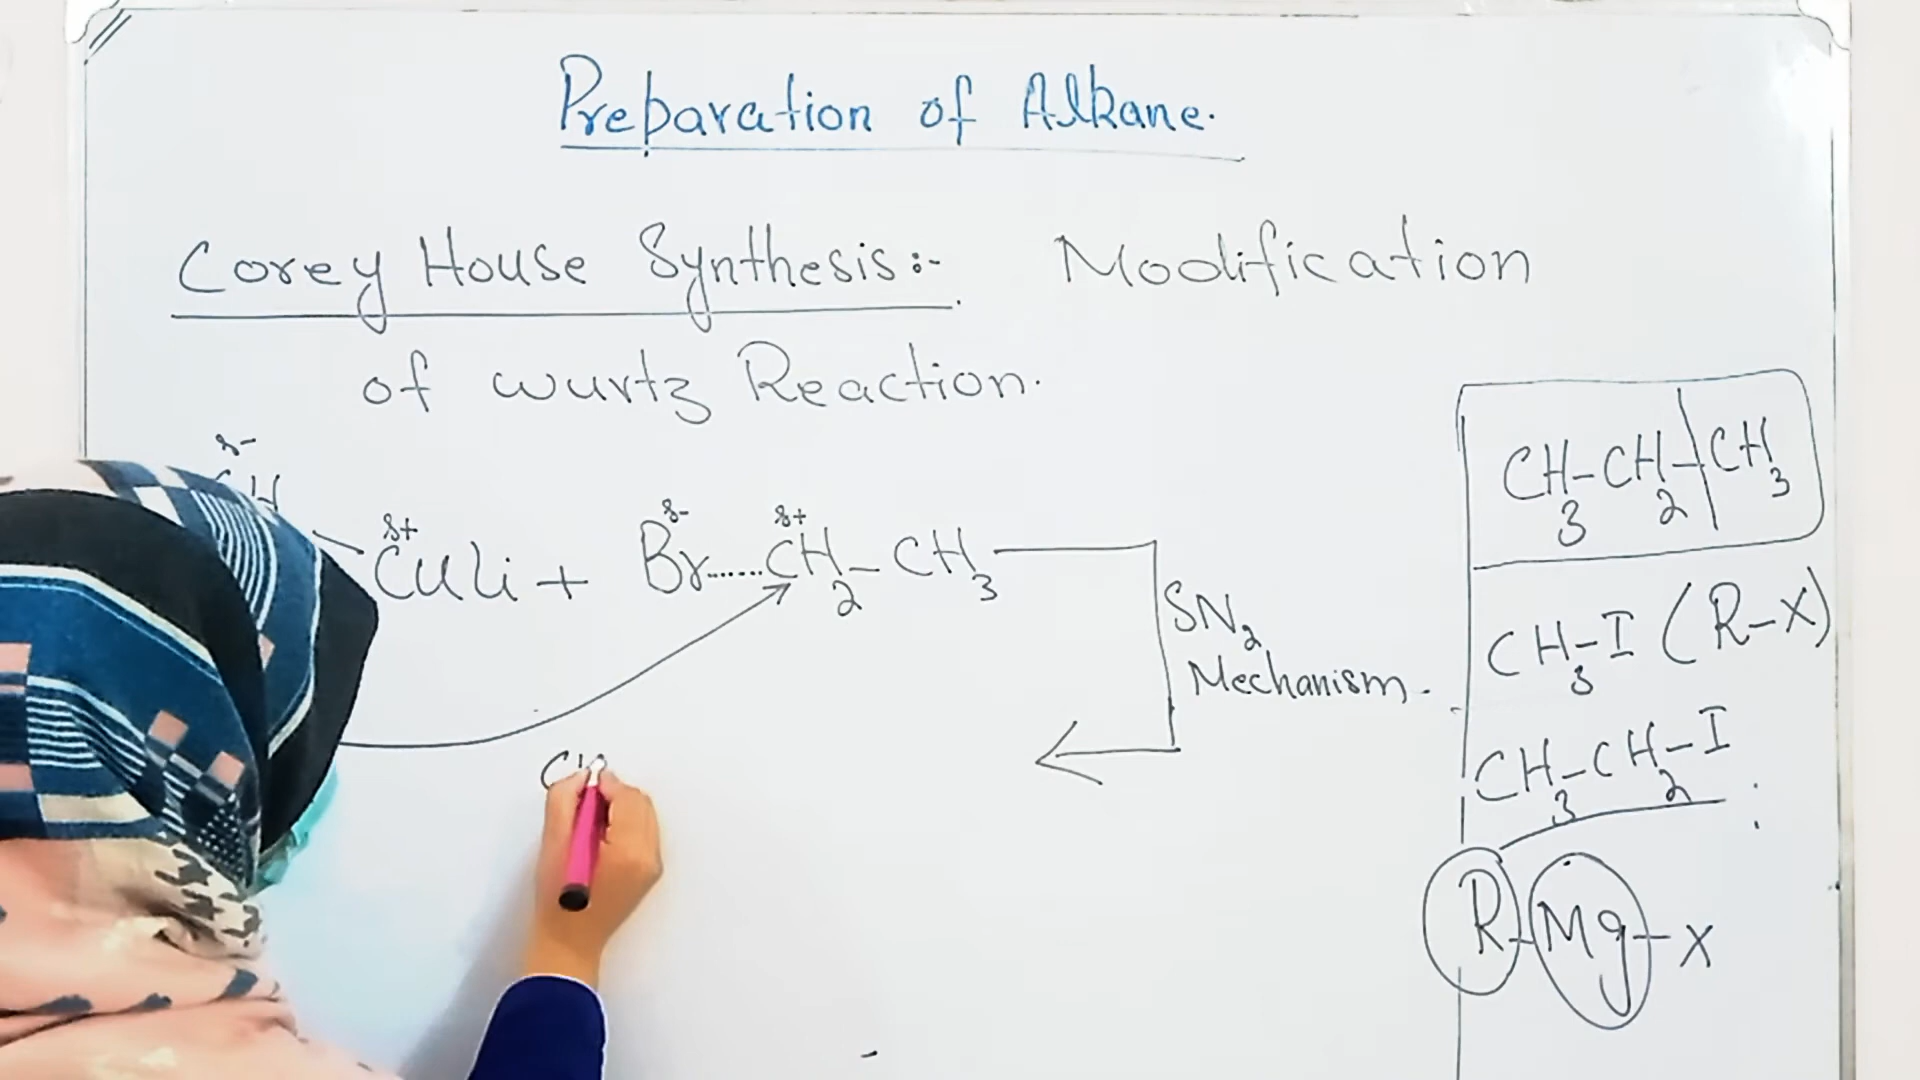 Preparation of Alkane.
Corey House Synthesis:- Modification
of wurtz Reaction.
δ-
CH
δ+ δ- δ+
CuLi + Br......CH2-CH3
SN2
Mechanism.
CH3-CH2-CH3
CH3-I (R-X)
CH3-CH2-I
R-Mg-X